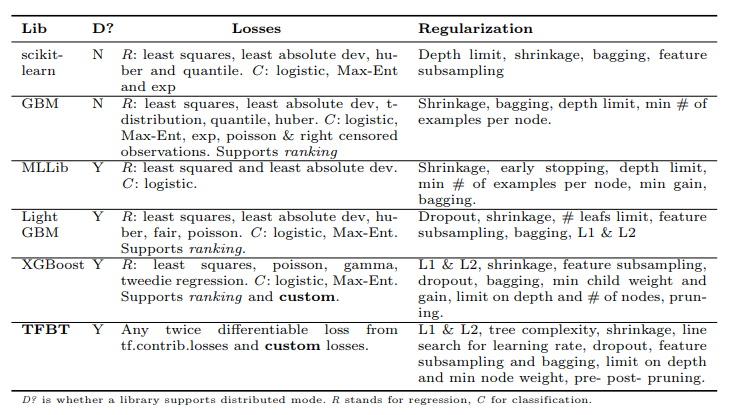 Lib D? Losses Regularization
scikit- N R: least squares, least absolute dev, hu- Depth limit, shrinkage, bagging, feature
learn ber and quantile. C: logistic, Max-Ent subsampling
and exp
GBM N R: least squares, least absolute dev, t- Shrinkage, bagging, depth limit, min # of
distribution, quantile, huber. C: logistic, examples per node.
Max-Ent, exp, poisson & right censored
observations. Supports ranking
MLLib Y R: least squared and least absolute dev. Shrinkage, early stopping, depth limit,
C: logistic. min # of examples per node, min gain,
bagging.
Light Y R: least squares, least absolute dev, hu- Dropout, shrinkage, # leafs limit, feature
GBM ber, fair, poisson. C: logistic, Max-Ent. subsampling, bagging, L1 & L2
Supports ranking.
XGBoost Y R: least squares, poisson, gamma, L1 & L2, shrinkage, feature subsampling,
tweedie regression. C: logistic, Max-Ent. dropout, bagging, min child weight and
Supports ranking and custom. gain, limit on depth and # of nodes, prun-
ing.
TFBT Y Any twice differentiable loss from L1 & L2, tree complexity, shrinkage, line
tf.contrib.losses and custom losses. search for learning rate, dropout, feature
subsampling and bagging, limit on depth
and min node weight, pre- post- pruning.
D? is whether a library supports distributed mode. R stands for regression, C for classification.